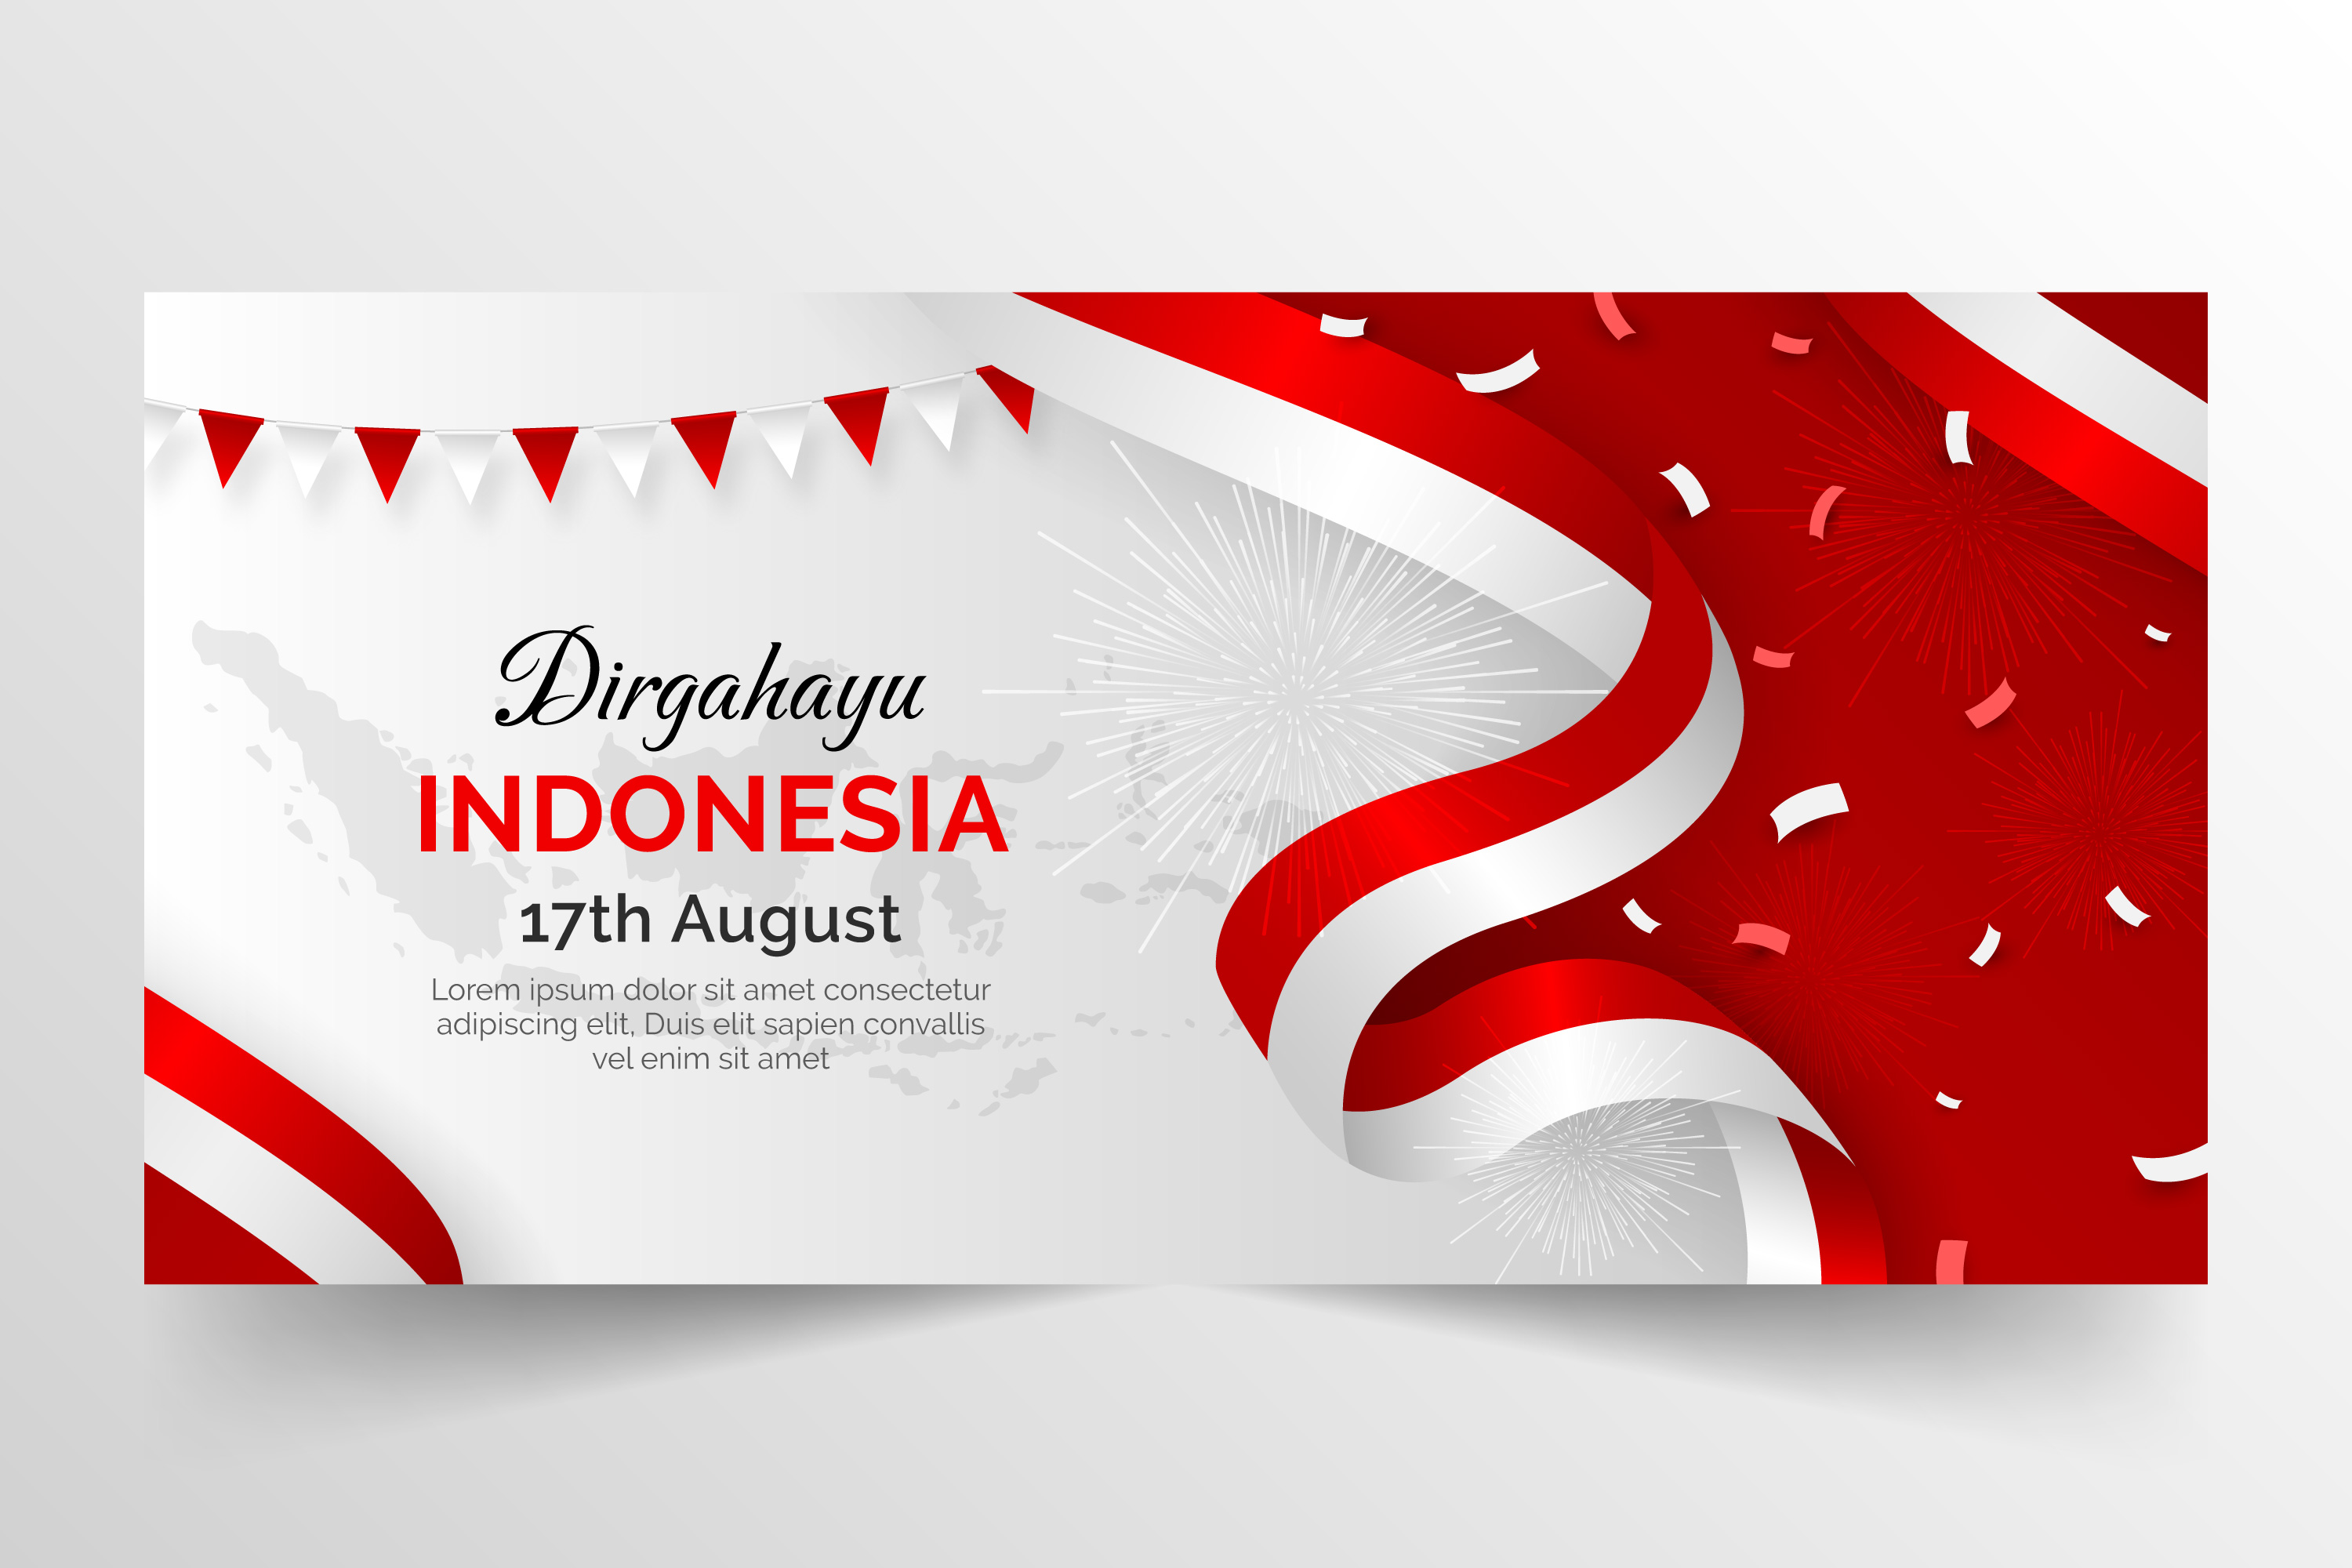 Dirgahayu
INDONESIA
17th August
Lorem ipsum dolor sit amet consectetur
adipiscing elit, Duis elit sapien convallis
vel enim sit amet